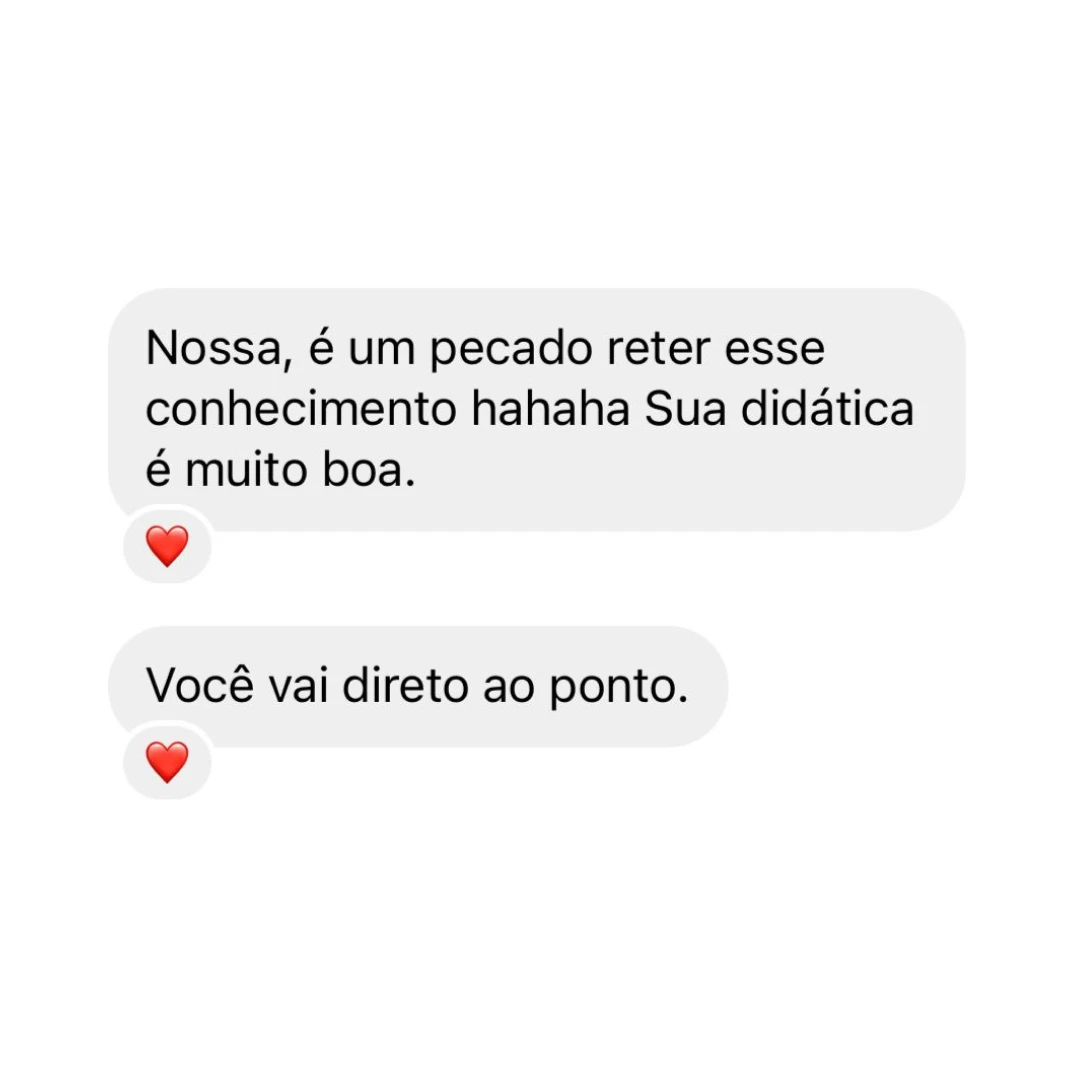 Nossa, é um pecado reter esse
conhecimento hahaha Sua didática
é muito boa.
Você vai direto ao ponto.